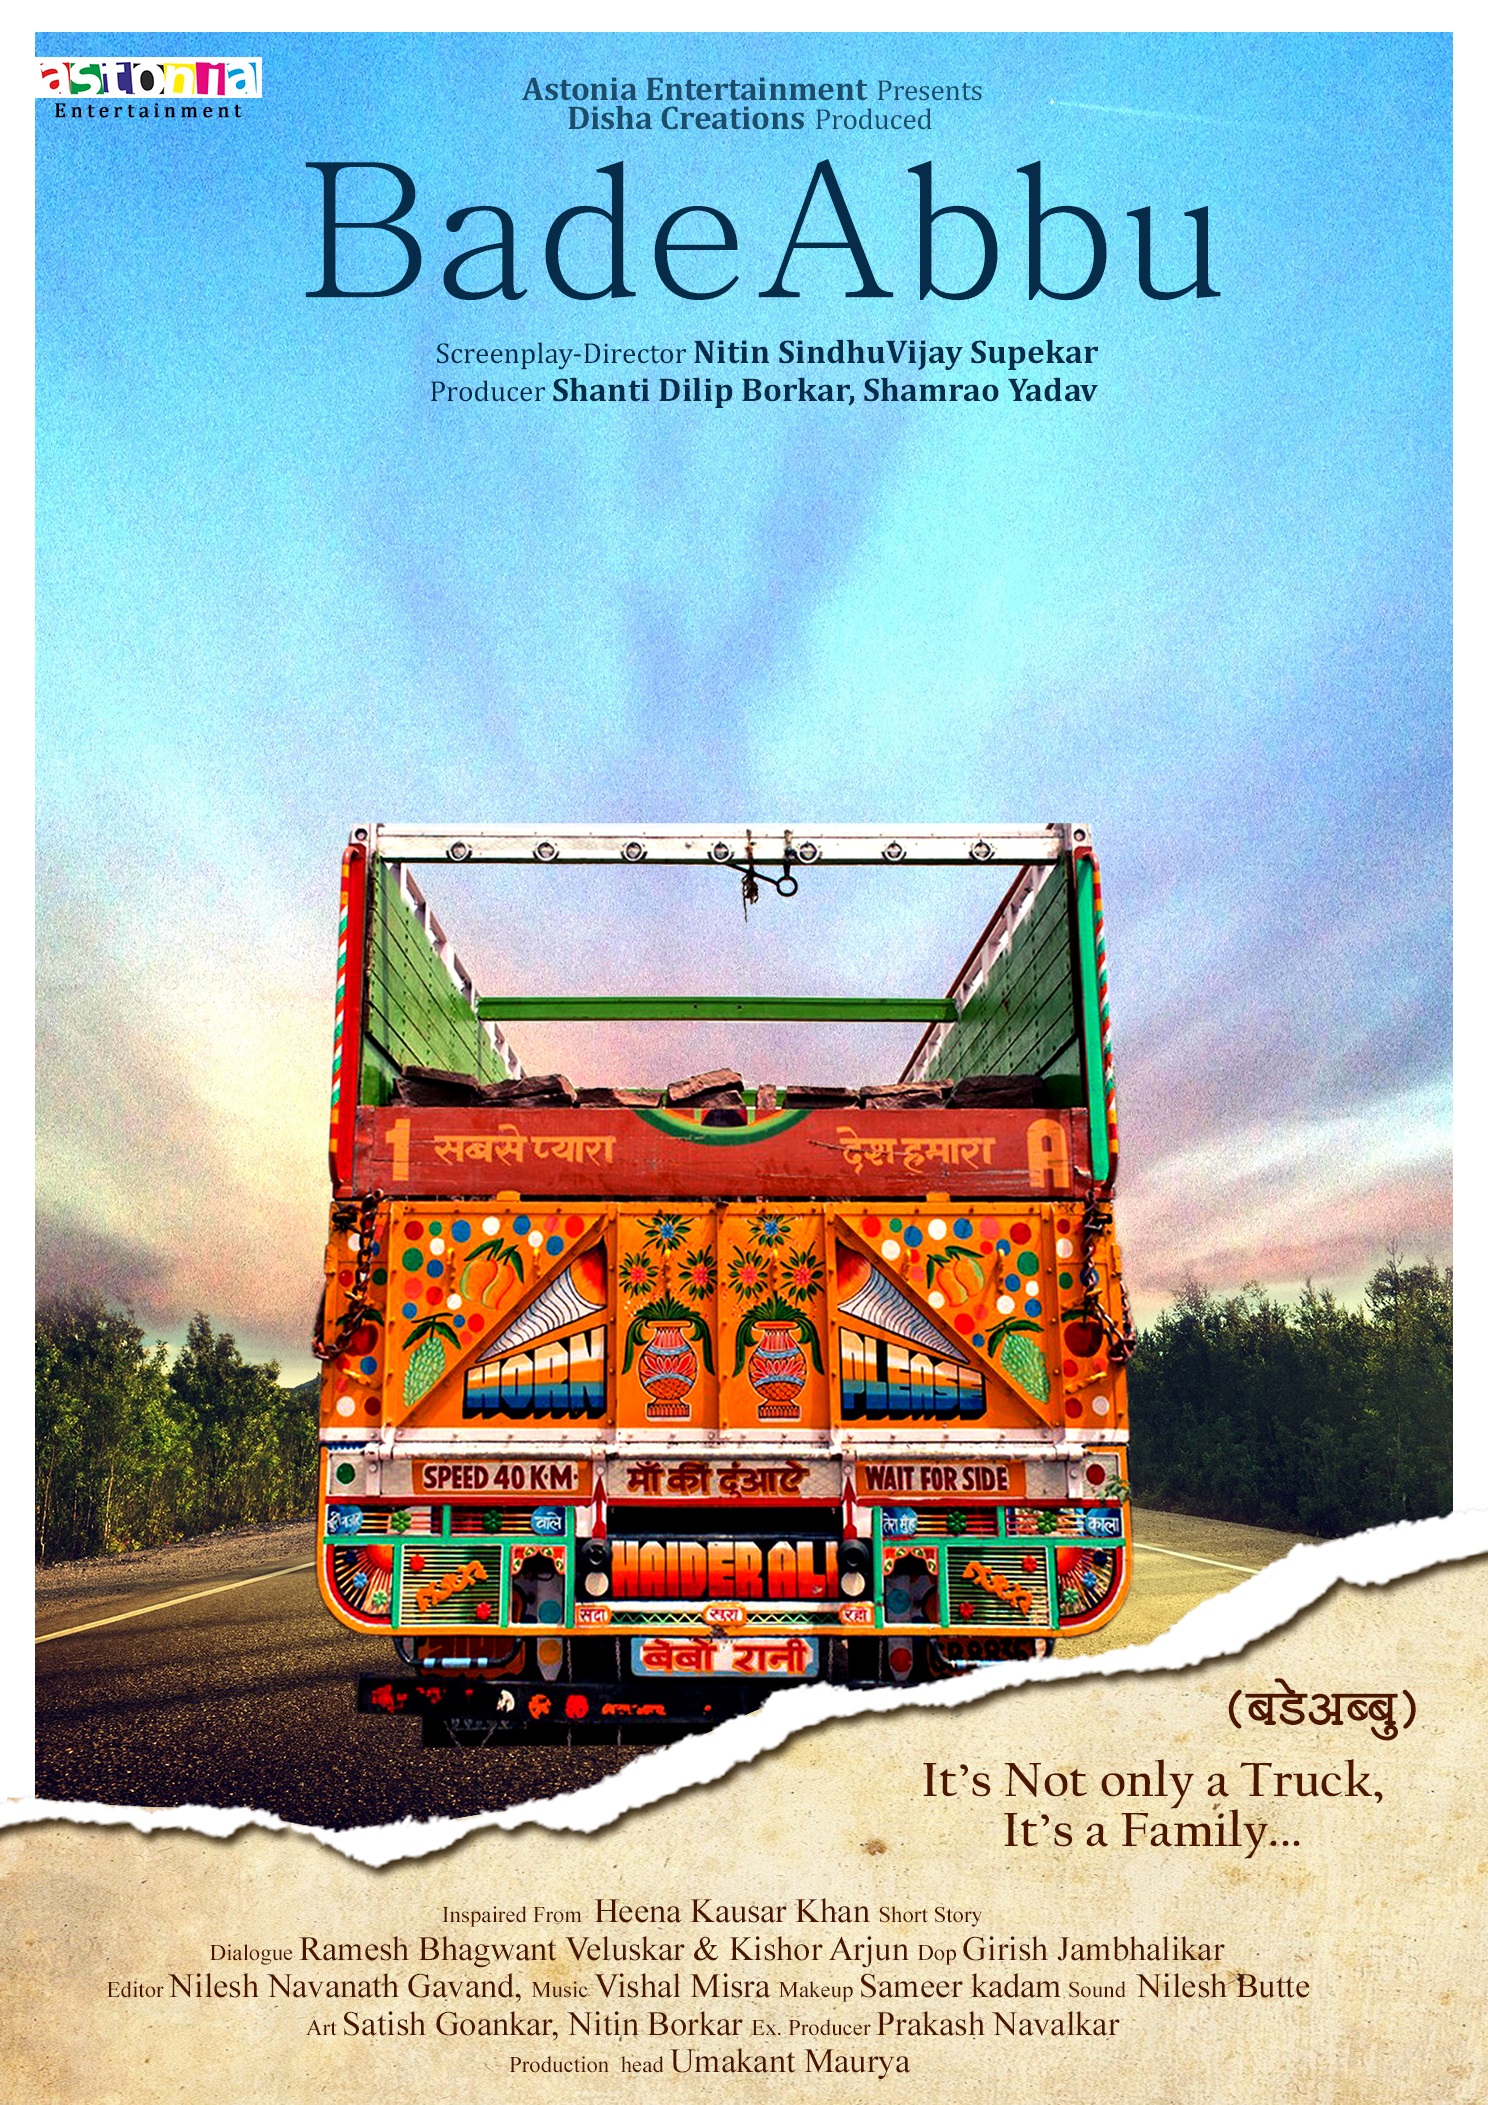 astonia
Entertainment
Astonia Entertainment Presents
Disha Creations Produced
BadeAbbu
Screenplay-Director Nitin SindhuVijay Supekar
Producer Shanti Dilip Borkar, Shamrao Yadav
1 सबसे प्यारा देश हमारा A
HORN PLEASE
SPEED 40 K.M. माँ की दुंआऐ WAIT FOR SIDE
वाले तेरा मुंह काला
HAIDER ALI
सदा खुश रहो
बेबो रानी
(बडेअब्बु)
It's Not only a Truck,
It's a Family...
Inspaired From Heena Kausar Khan Short Story
Dialogue Ramesh Bhagwant Veluskar & Kishor Arjun Dop Girish Jambhalikar
Editor Nilesh Navanath Gavand, Music Vishal Misra Makeup Sameer kadam Sound Nilesh Butte
Art Satish Goankar, Nitin Borkar Ex. Producer Prakash Navalkar
Production head Umakant Maurya